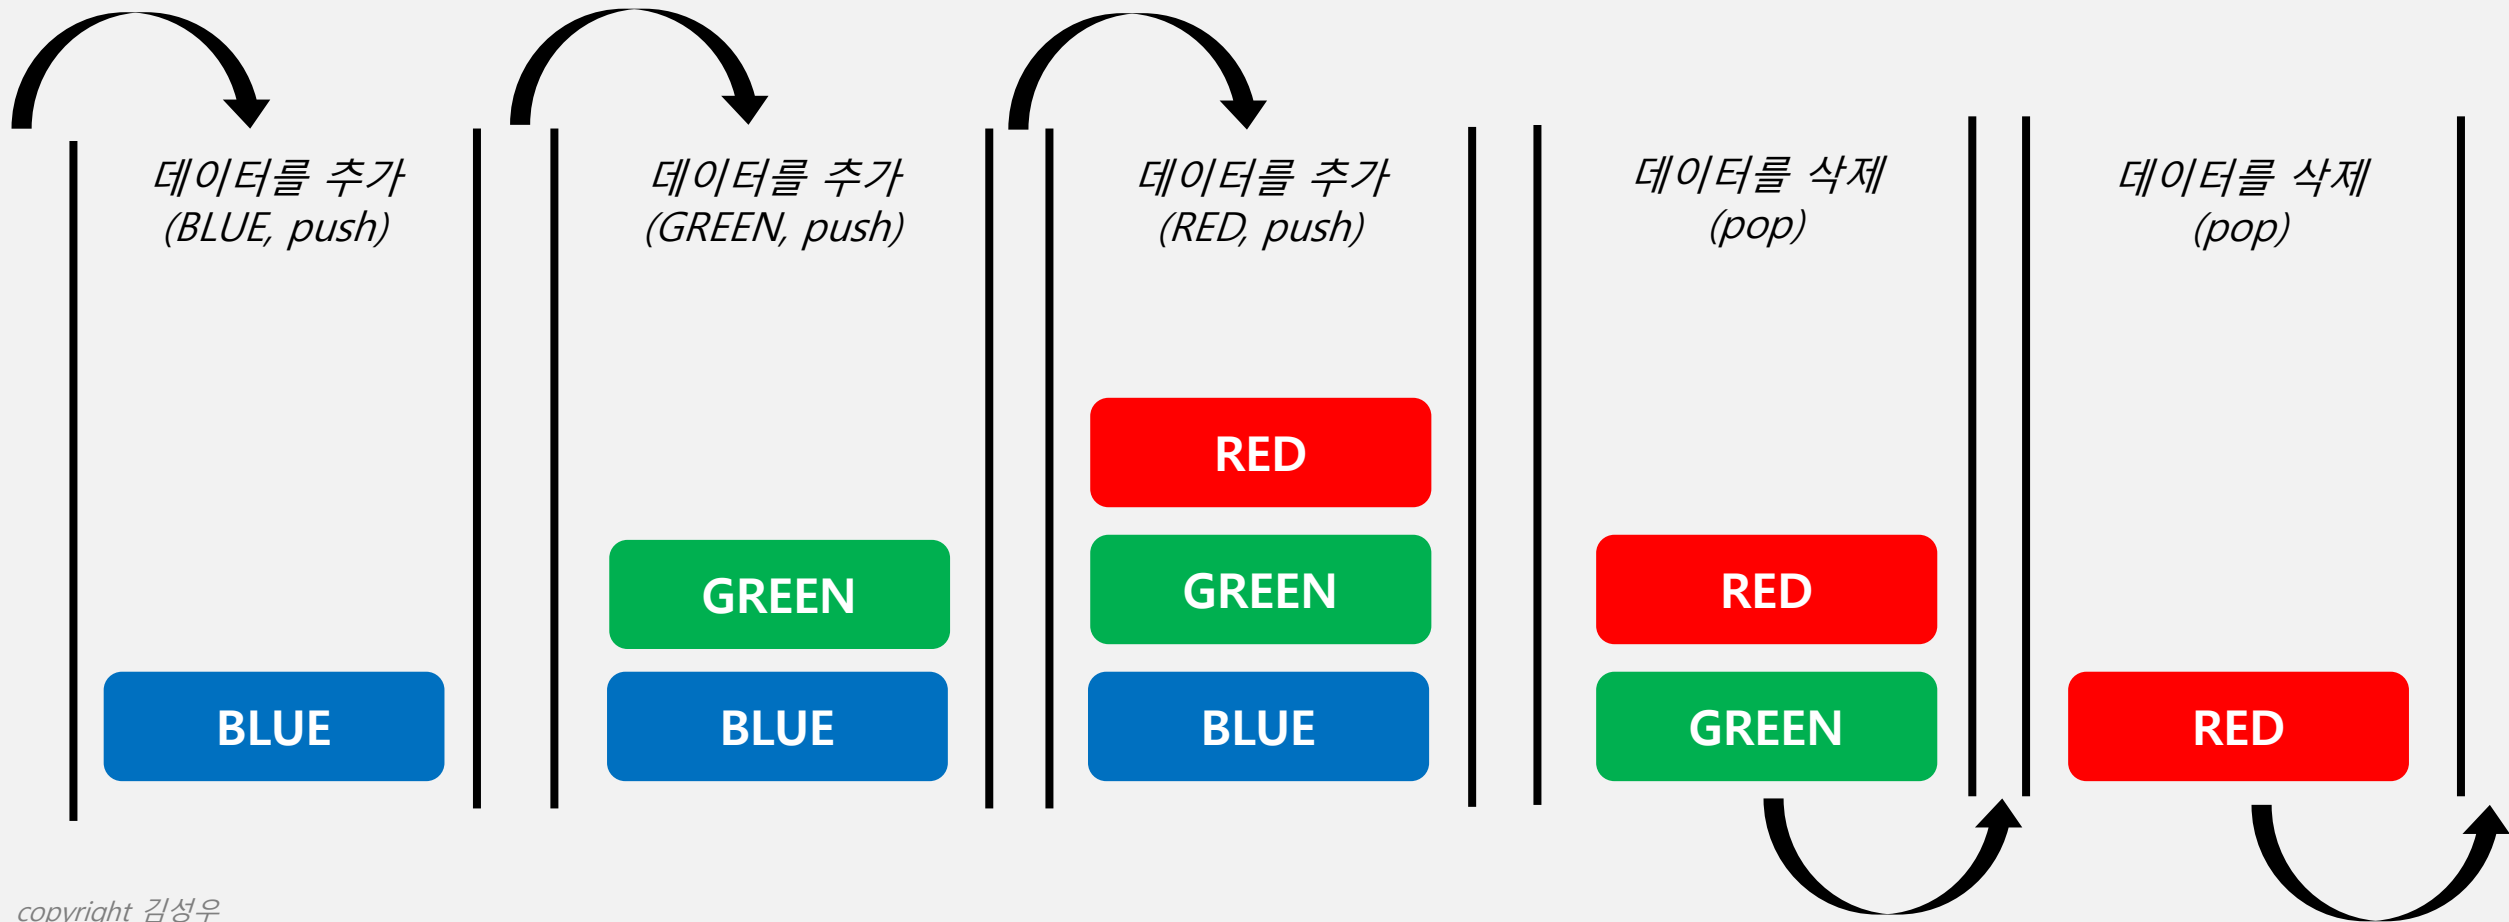 데이터를 추가
(BLUE, push)
BLUE
데이터를 추가
(GREEN, push)
GREEN
BLUE
데이터를 추가
(RED, push)
RED
GREEN
BLUE
데이터를 삭제
(pop)
RED
GREEN
데이터를 삭제
(pop)
RED
copyright 김성우